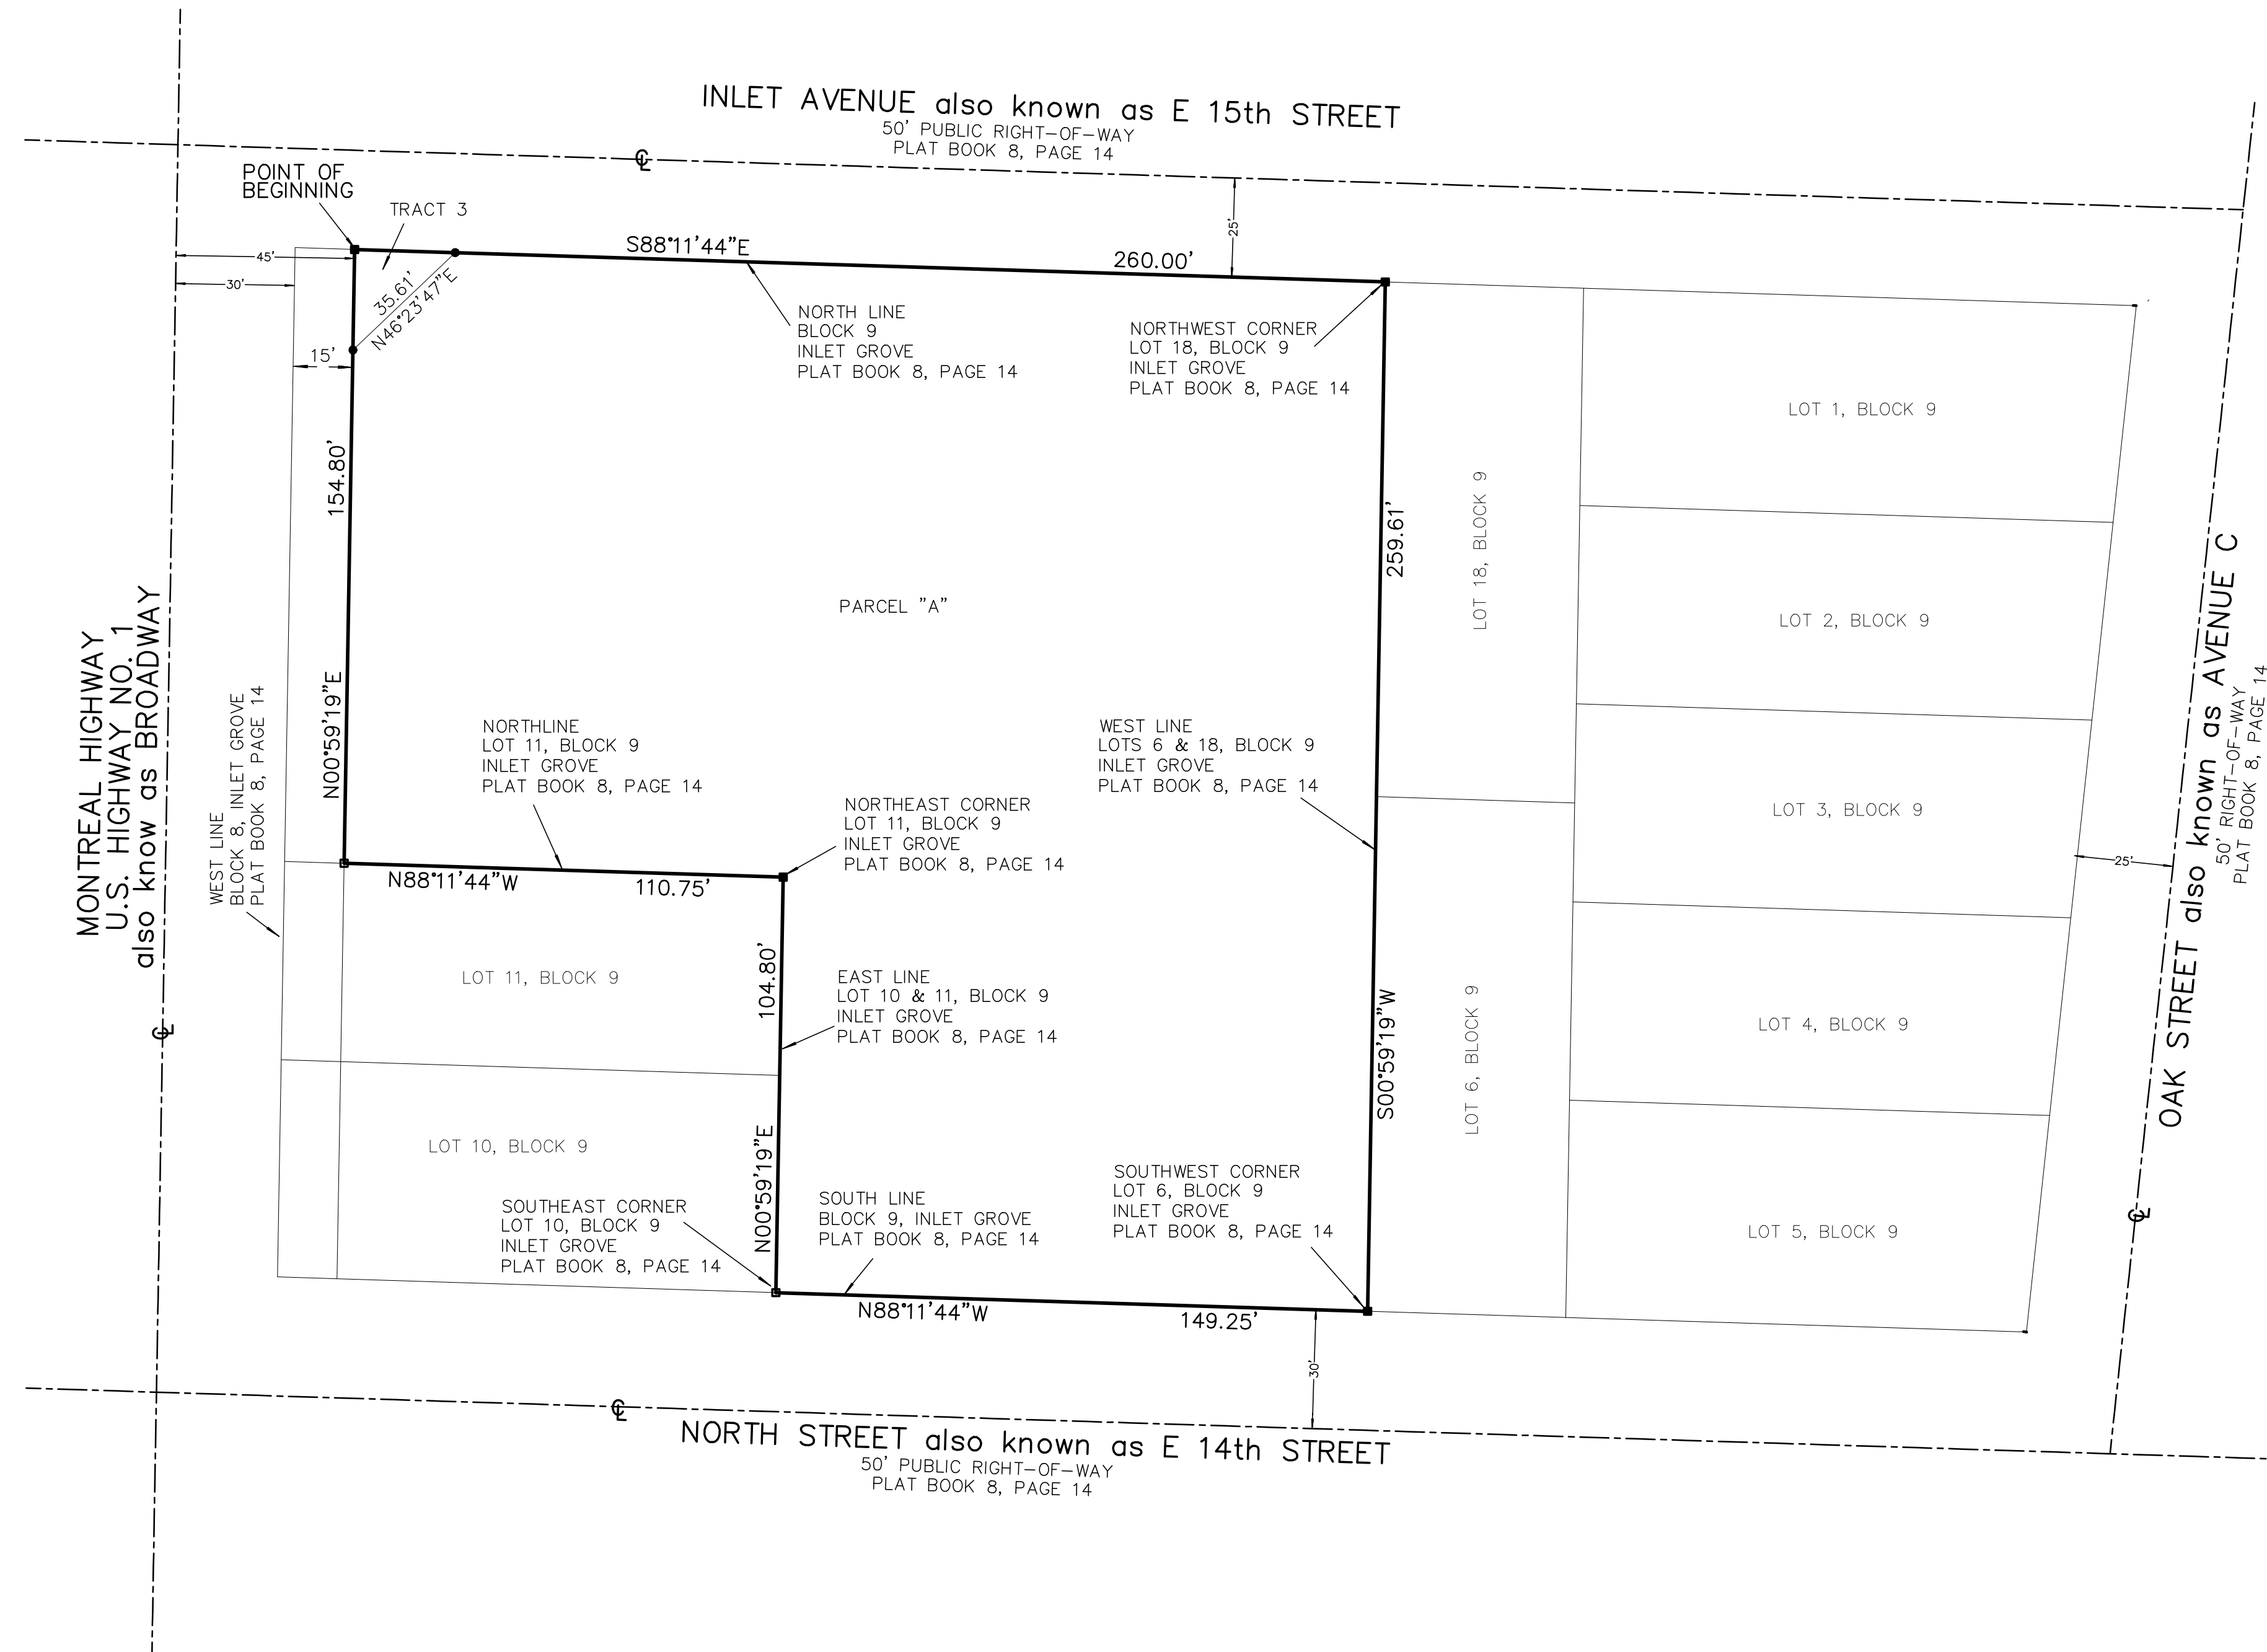 INLET AVENUE also known as E 15th STREET
50' PUBLIC RIGHT-OF-WAY
PLAT BOOK 8, PAGE 14
℄
POINT OF
BEGINNING
TRACT 3
25'
S88°11'44"E
260.00'
45'
30'
35.61'
N46°23'47"E
15'
NORTH LINE
BLOCK 9
INLET GROVE
PLAT BOOK 8, PAGE 14
NORTHWEST CORNER
LOT 18, BLOCK 9
INLET GROVE
PLAT BOOK 8, PAGE 14
LOT 1, BLOCK 9
154.80'
N00°59'19"E
259.61'
S00°59'19"W
LOT 18, BLOCK 9
PARCEL "A"
LOT 2, BLOCK 9
MONTREAL HIGHWAY
U.S. HIGHWAY NO. 1
also know as BROADWAY
℄
WEST LINE
BLOCK 8, INLET GROVE
PLAT BOOK 8, PAGE 14
NORTHLINE
LOT 11, BLOCK 9
INLET GROVE
PLAT BOOK 8, PAGE 14
WEST LINE
LOTS 6 & 18, BLOCK 9
INLET GROVE
PLAT BOOK 8, PAGE 14
NORTHEAST CORNER
LOT 11, BLOCK 9
INLET GROVE
PLAT BOOK 8, PAGE 14
LOT 3, BLOCK 9
25'
OAK STREET also known as AVENUE C
50' RIGHT-OF-WAY
PLAT BOOK 8, PAGE 14
℄
N88°11'44"W
110.75'
104.80'
N00°59'19"E
LOT 11, BLOCK 9
EAST LINE
LOT 10 & 11, BLOCK 9
INLET GROVE
PLAT BOOK 8, PAGE 14
LOT 6, BLOCK 9
LOT 4, BLOCK 9
LOT 10, BLOCK 9
SOUTHEAST CORNER
LOT 10, BLOCK 9
INLET GROVE
PLAT BOOK 8, PAGE 14
SOUTH LINE
BLOCK 9, INLET GROVE
PLAT BOOK 8, PAGE 14
SOUTHWEST CORNER
LOT 6, BLOCK 9
INLET GROVE
PLAT BOOK 8, PAGE 14
LOT 5, BLOCK 9
N88°11'44"W
149.25'
30'
℄
NORTH STREET also known as E 14th STREET
50' PUBLIC RIGHT-OF-WAY
PLAT BOOK 8, PAGE 14